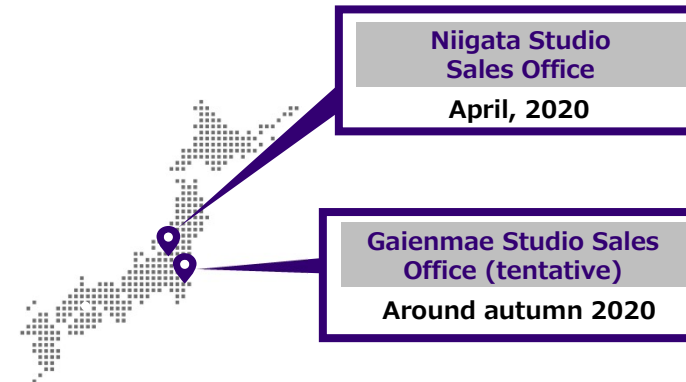 Niigata Studio
Sales Office
April, 2020
Gaienmae Studio Sales
Office (tentative)
Around autumn 2020